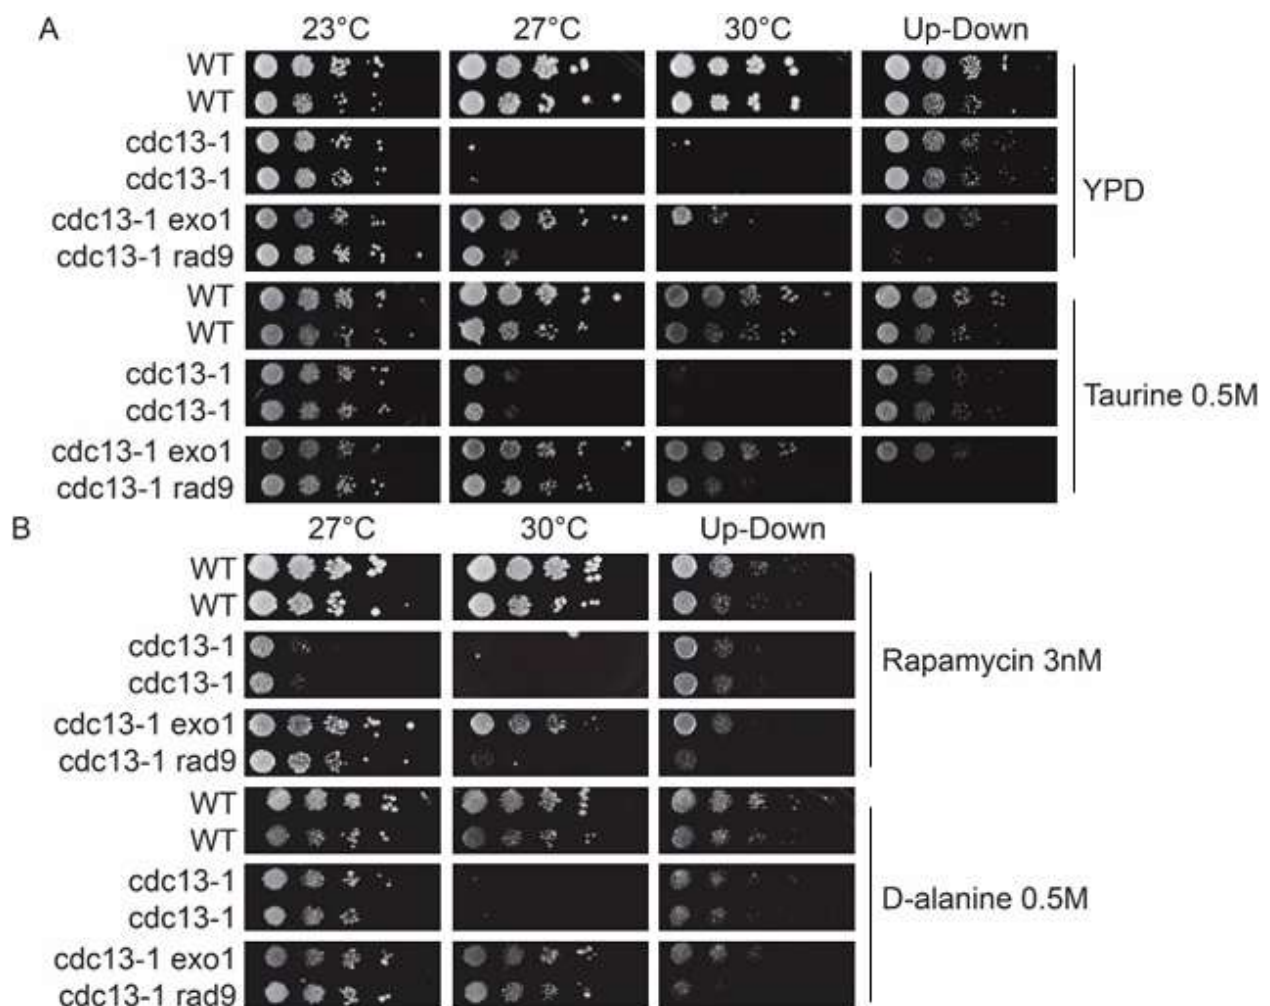 A
23°C 27°C 30°C Up-Down
WT
WT
cdc13-1
cdc13-1
cdc13-1 exo1
cdc13-1 rad9
YPD
WT
WT
cdc13-1
cdc13-1
cdc13-1 exo1
cdc13-1 rad9
Taurine 0.5M
B
27°C 30°C Up-Down
WT
WT
cdc13-1
cdc13-1
cdc13-1 exo1
cdc13-1 rad9
Rapamycin 3nM
WT
WT
cdc13-1
cdc13-1
cdc13-1 exo1
cdc13-1 rad9
D-alanine 0.5M